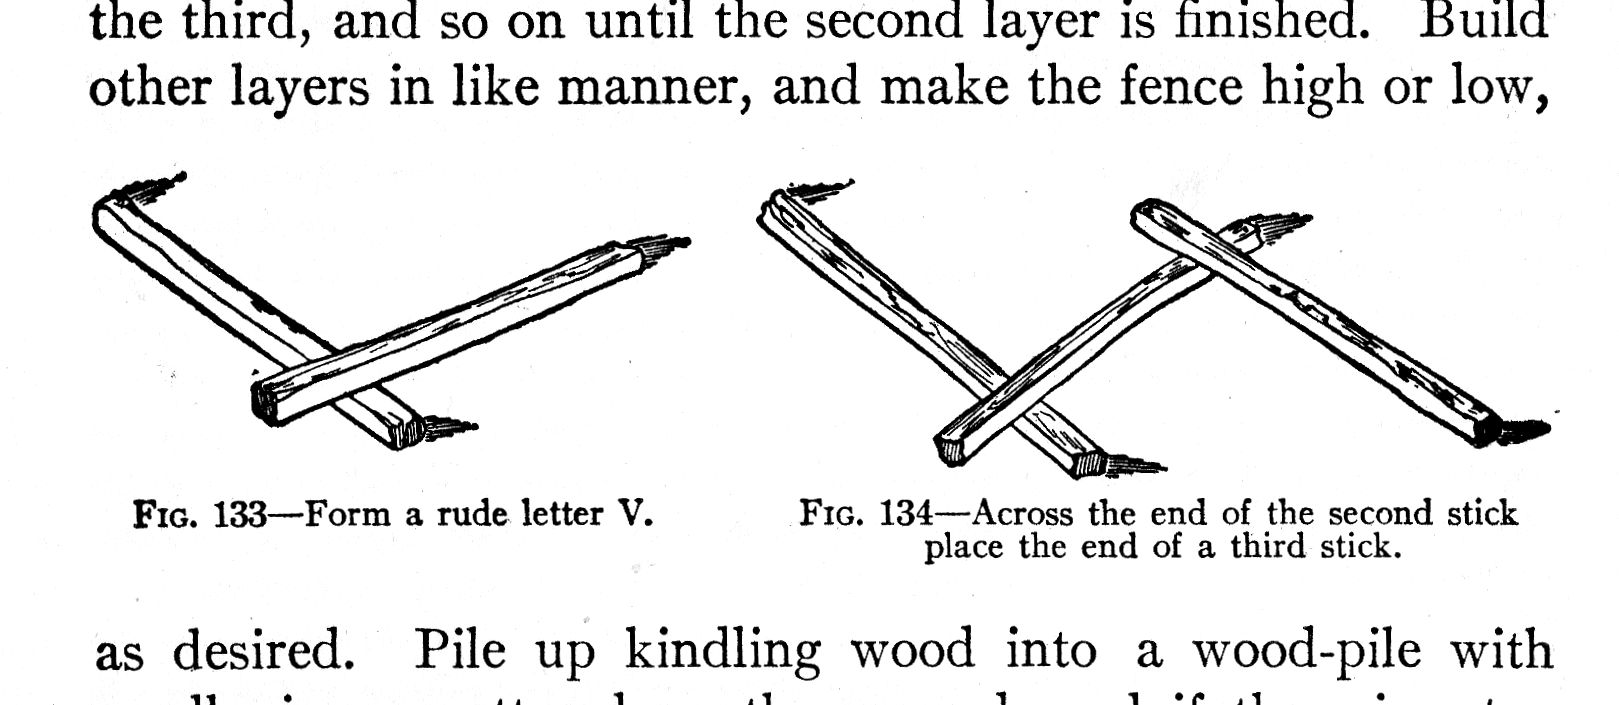 the third, and so on until the second layer is finished. Build
other layers in like manner, and make the fence high or low,
Fig. 133—Form a rude letter V.
Fig. 134—Across the end of the second stick
place the end of a third stick.
as desired. Pile up kindling wood into a wood-pile with